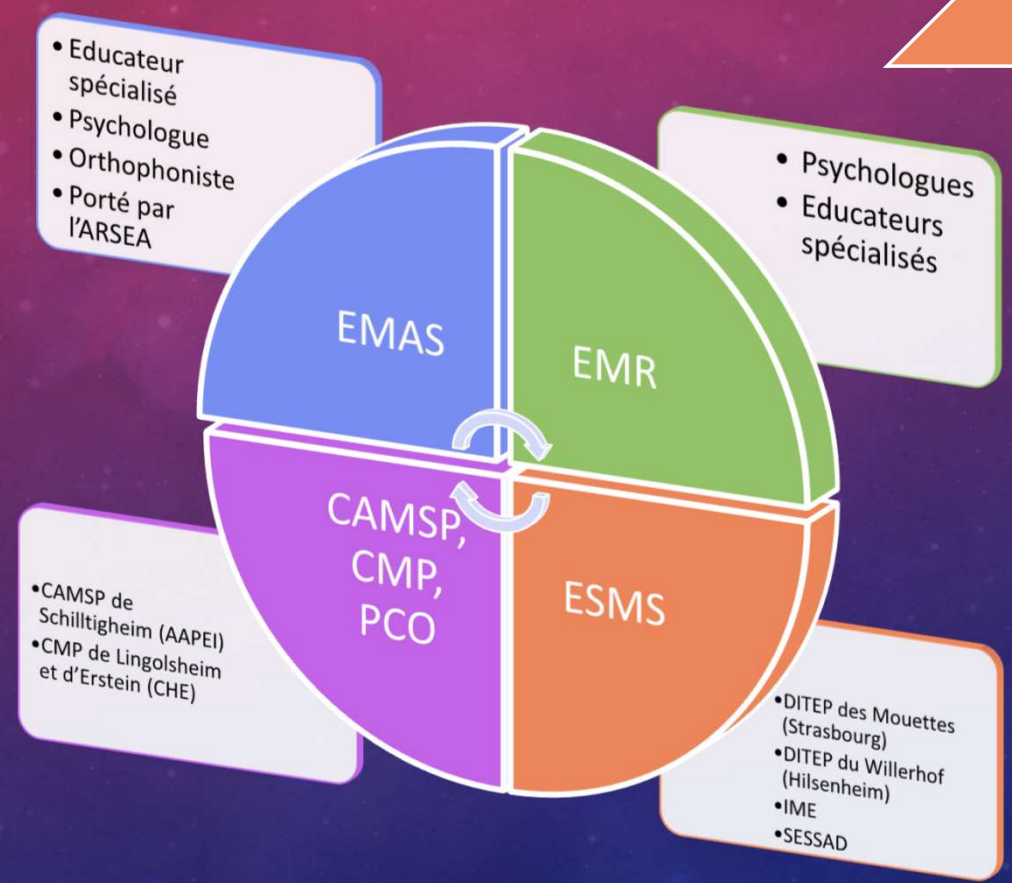 • Educateur
spécialisé
• Psychologue
• Orthophoniste
• Porté par
l'ARSEA
• Psychologues
• Educateurs
spécialisés
EMAS
EMR
CAMSP,
CMP,
PCO
ESMS
•CAMSP de
Schilltigheim (AAPEI)
•CMP de Lingolsheim
et d'Erstein (CHE)
•DITEP des Mouettes
(Strasbourg)
•DITEP du Willerhof
(Hilsenheim)
•IME
•SESSAD